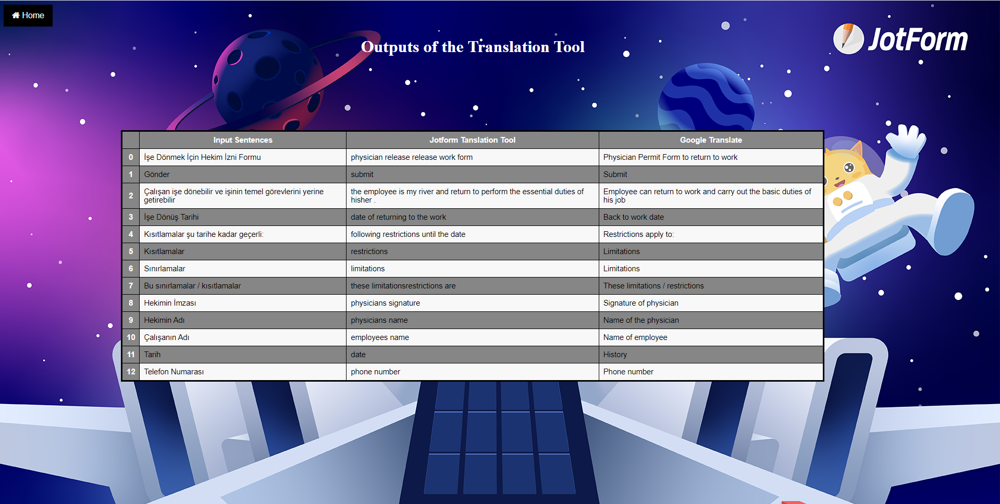 Home
JotForm
Outputs of the Translation Tool
Input Sentences Jotform Tanslation Tool Google Translate
0 İşe Dönmek İçin Hekim İzni Formu physician release release work form Physician Permit Form to return to work
1 Gönder submit Submit
2 Çalışan işe dönebilir ve işinin temel görevlerini yerine getirebilir the employee is my river and return to perform the essential duties of hisher . Employee can return to work and carry out the basic duties of his job
3 İşe Dönüş Tarihi date of returning to the work Back to work date
4 Kısıtlamalar şu tarihe kadar geçerli: following restrictions until the date Restrictions apply to:
5 Kısıtlamalar restrictions Limitations
6 Sınırlamalar limitations Limitations
7 Bu sınırlamalar / kısıtlamalar these limitationsrestrictions are These limitations / restrictions
8 Hekimin İmzası physicians signature Signature of physician
9 Hekimin Adı physicians name Name of the physician
10 Çalışanın Adı employees name Name of employee
11 Tarih date History
12 Telefon Numarası phone number Phone number